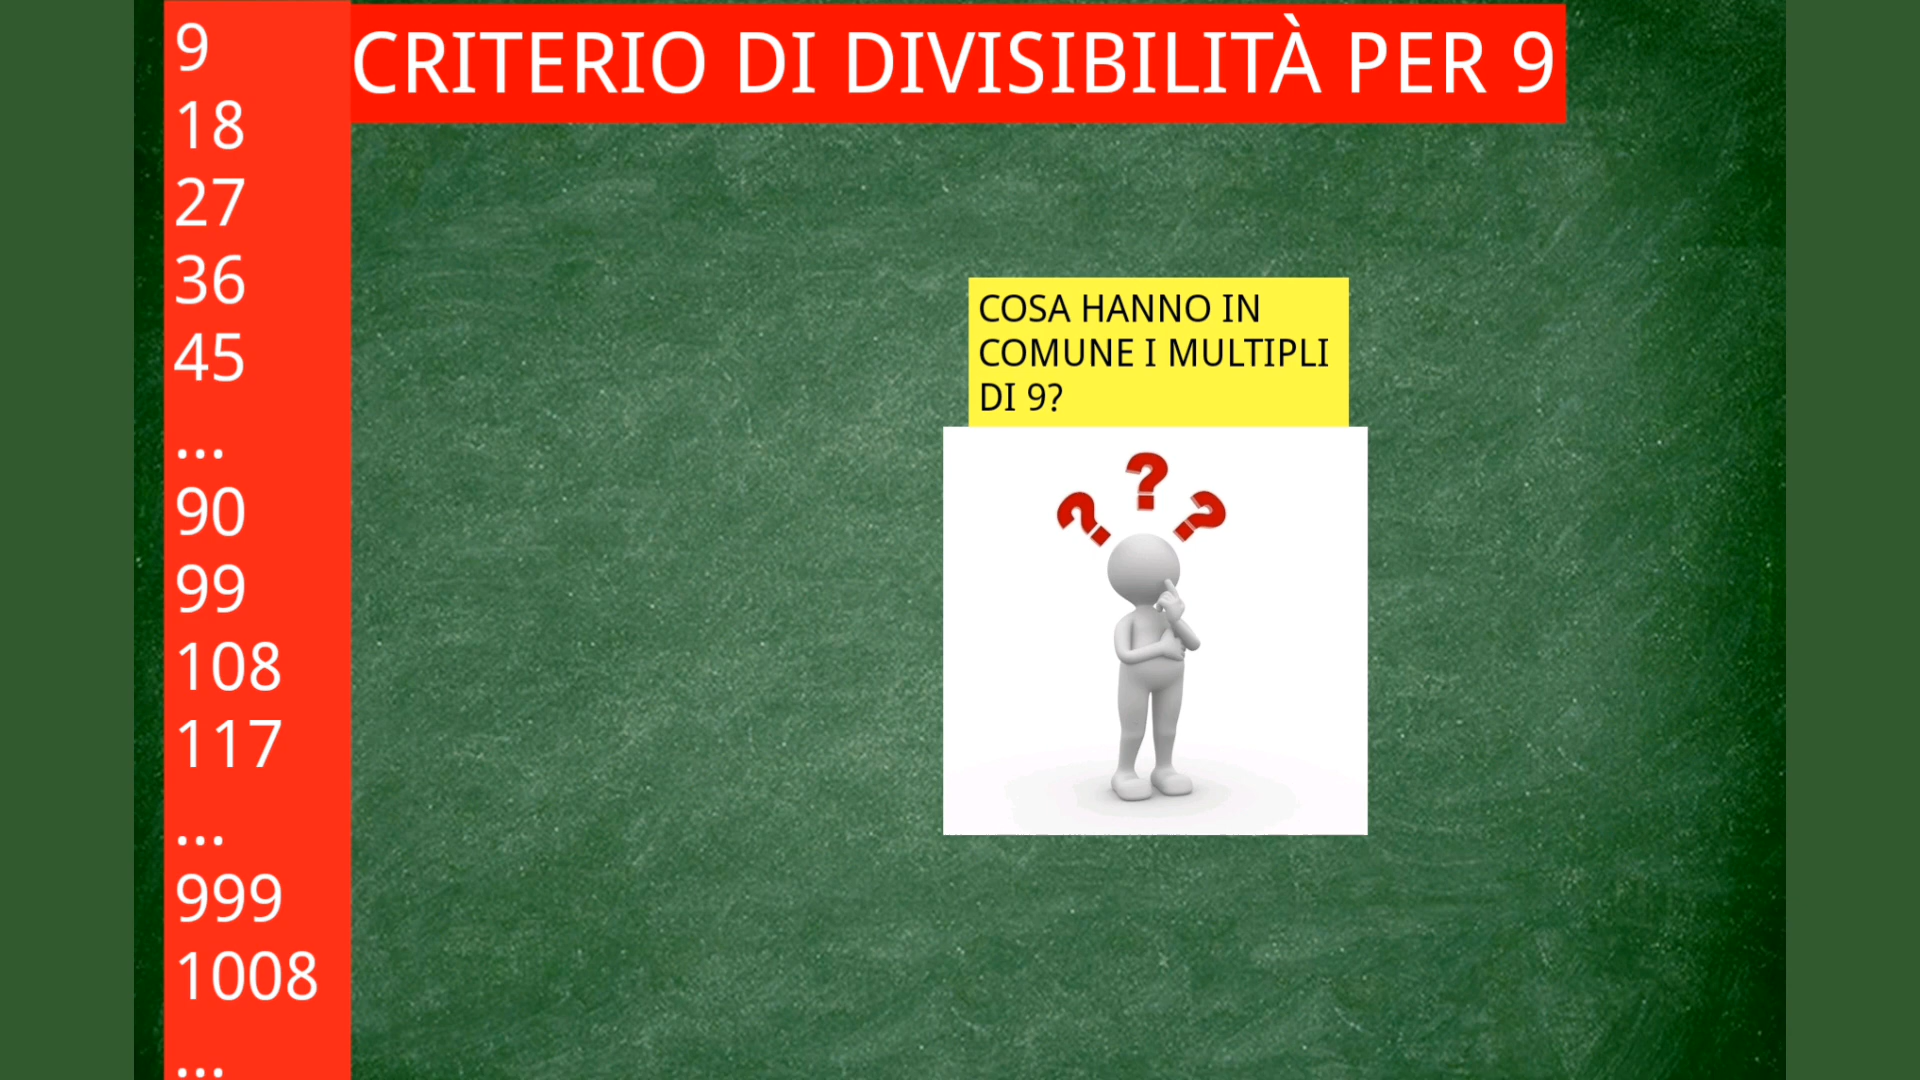 CRITERIO DI DIVISIBILITÀ PER 9
9
18
27
36
45
...
90
99
108
117
...
999
1008
...
COSA HANNO IN
COMUNE I MULTIPLI
DI 9?
? ? ?